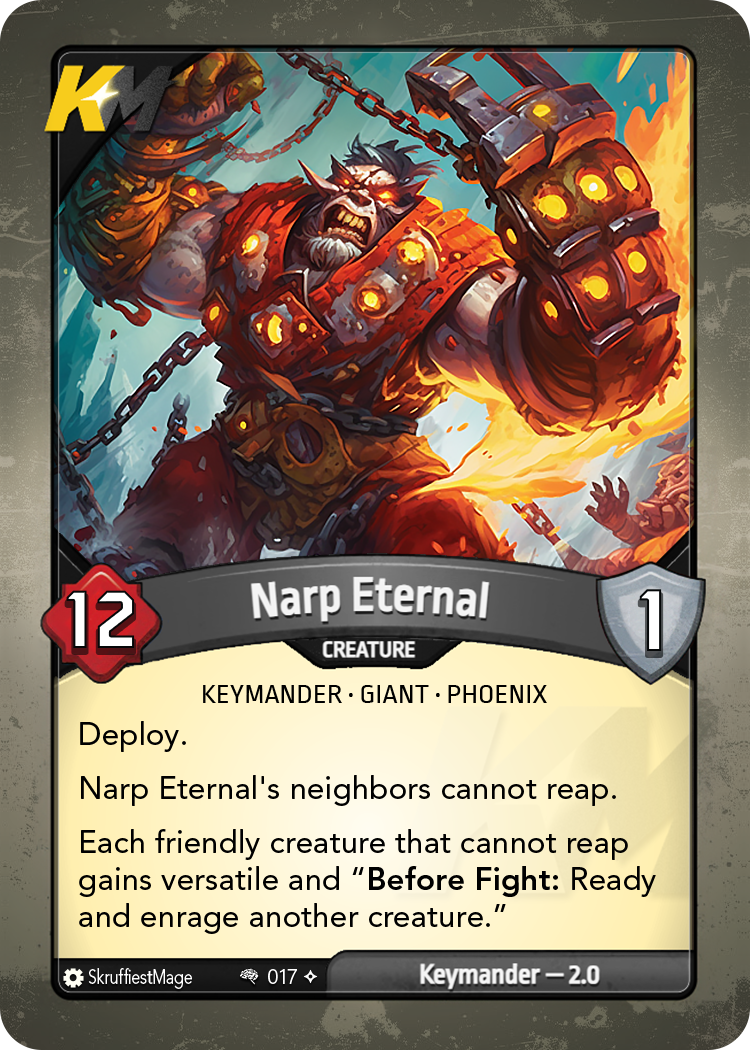 KM
Narp Eternal
12
1
CREATURE
KEYMANDER • GIANT • PHOENIX
Deploy.
Narp Eternal's neighbors cannot reap.
Each friendly creature that cannot reap
gains versatile and “Before Fight: Ready
and enrage another creature.”
SkruffiestMage
017
Keymander — 2.0